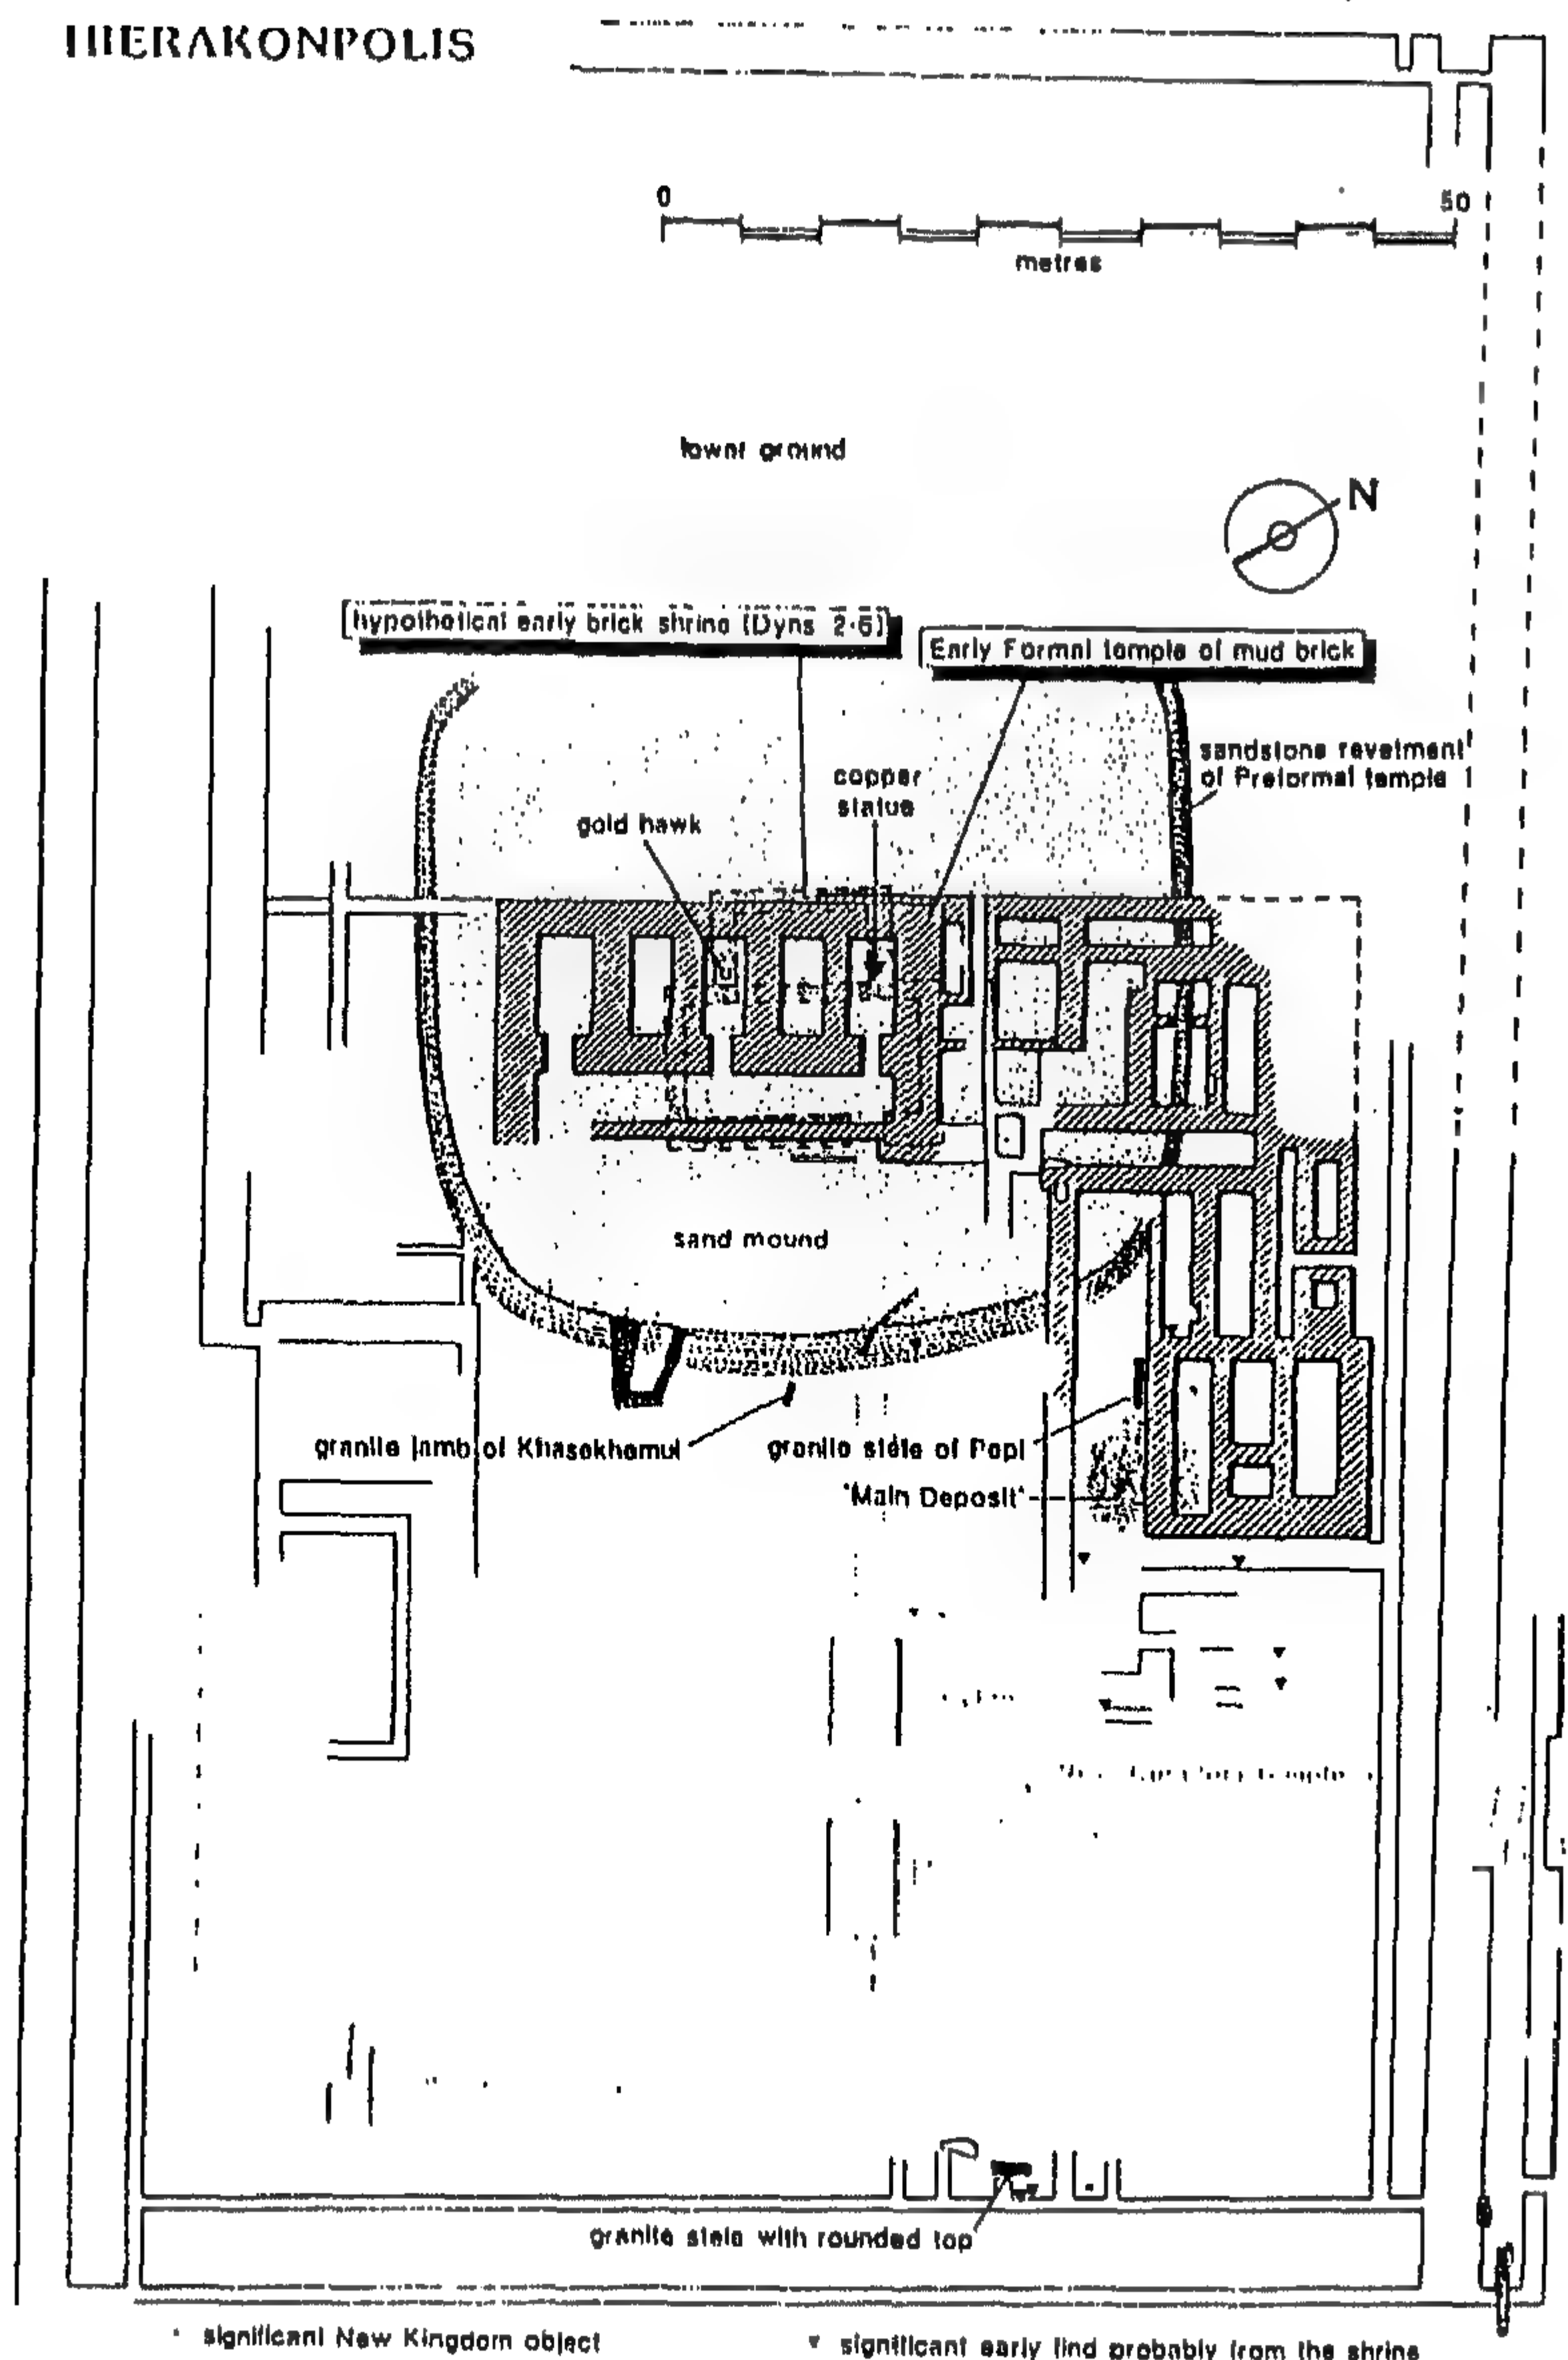 HIERAKONPOLIS
0 50
metres
lower ground
N
hypothetical early brick shrine (Dyns 2-6)
Early Formal temple of mud brick
sandstone revetment
of Preformal temple
copper
statue
gold hawk
sand mound
granite jamb of Khasekhemui
granite stele of Pepi
'Main Deposit'
temple
granite stela with rounded top
significant New Kingdom object
▼ significant early find probably from the shrine